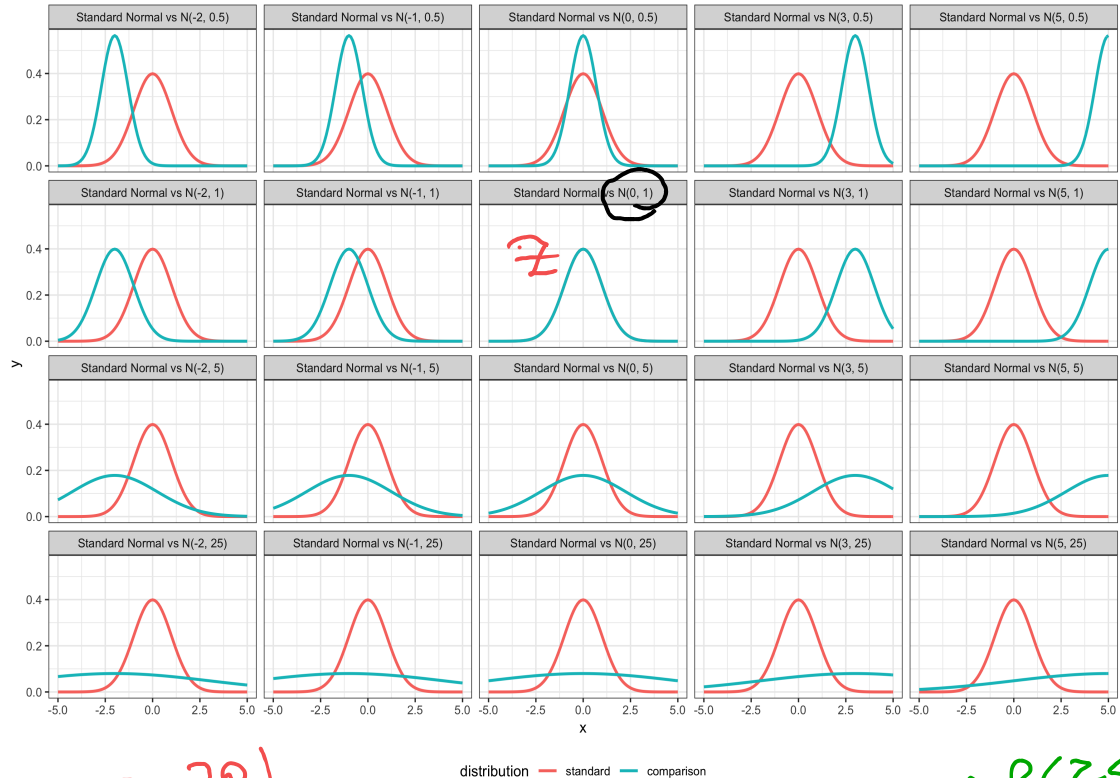 Standard Normal vs N(-2, 0.5) Standard Normal vs N(-1, 0.5) Standard Normal vs N(0, 0.5) Standard Normal vs N(3, 0.5) Standard Normal vs N(5, 0.5)
0.4
0.2
0.0
Standard Normal vs N(-2, 1) Standard Normal vs N(-1, 1) Standard Normal vs N(0, 1) Standard Normal vs N(3, 1) Standard Normal vs N(5, 1)
Z
0.4
0.2
0.0
y
Standard Normal vs N(-2, 5) Standard Normal vs N(-1, 5) Standard Normal vs N(0, 5) Standard Normal vs N(3, 5) Standard Normal vs N(5, 5)
0.4
0.2
0.0
Standard Normal vs N(-2, 25) Standard Normal vs N(-1, 25) Standard Normal vs N(0, 25) Standard Normal vs N(3, 25) Standard Normal vs N(5, 25)
0.4
0.2
0.0
-5.0 -2.5 0.0 2.5 5.0 -5.0 -2.5 0.0 2.5 5.0 -5.0 -2.5 0.0 2.5 5.0 -5.0 -2.5 0.0 2.5 5.0 -5.0 -2.5 0.0 2.5 5.0
x
distribution standard comparison